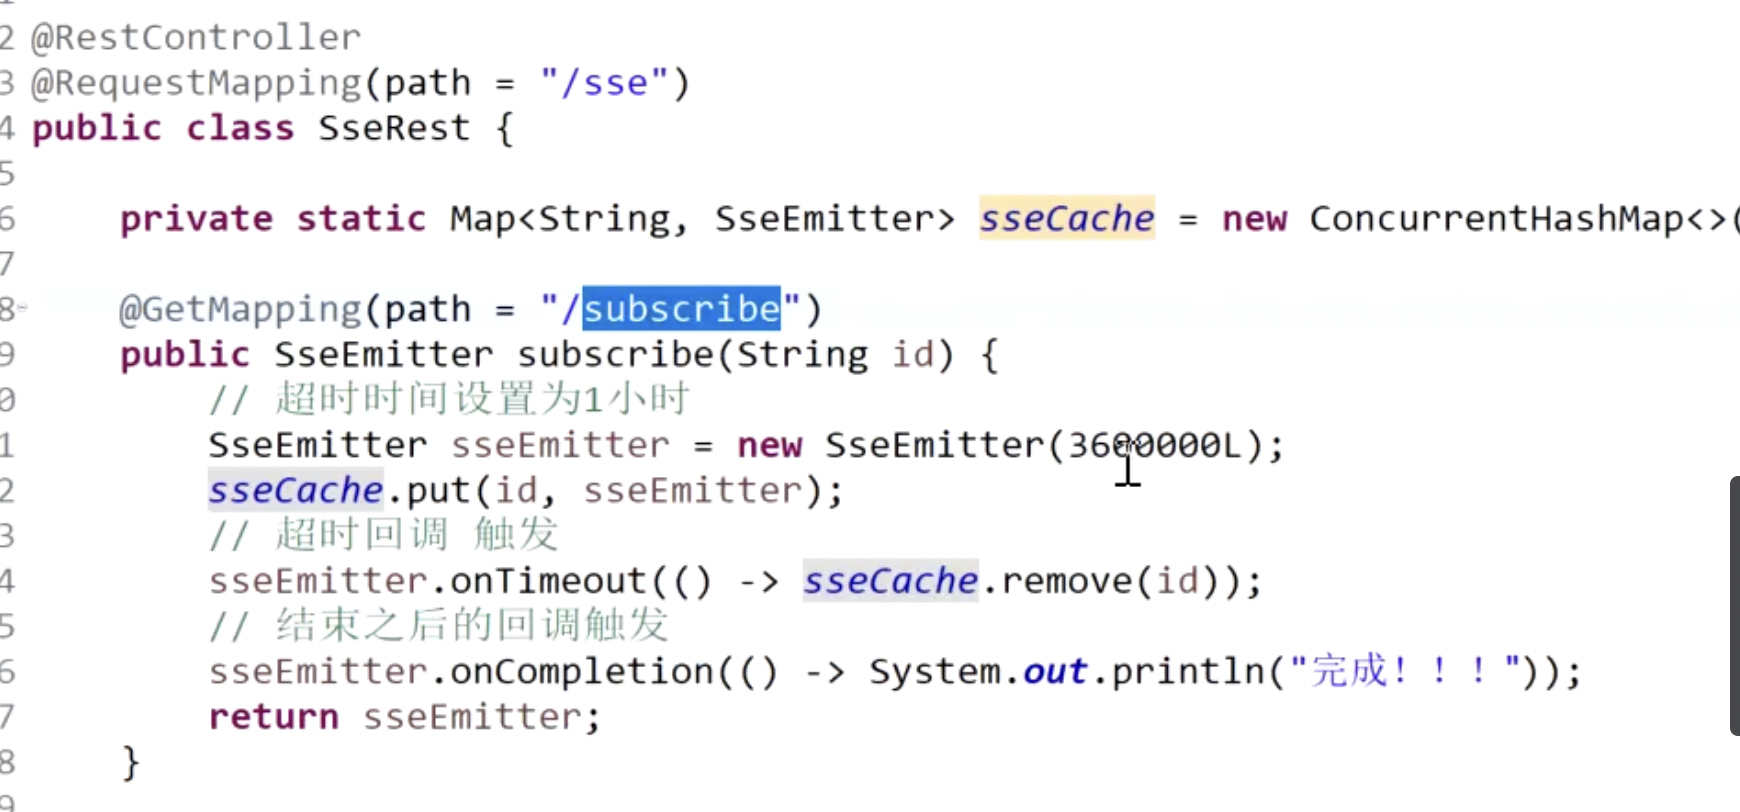 2 @RestController
3 @RequestMapping(path = "/sse")
4 public class SseRest {
5
6     private static Map<String, SseEmitter> sseCache = new ConcurrentHashMap<>(
7
8     @GetMapping(path = "/subscribe")
9     public SseEmitter subscribe(String id) {
0         // 超时时间设置为1小时
1         SseEmitter sseEmitter = new SseEmitter(3600000L);
2         sseCache.put(id, sseEmitter);
3         // 超时回调 触发
4         sseEmitter.onTimeout(() -> sseCache.remove(id));
5         // 结束之后的回调触发
6         sseEmitter.onCompletion(() -> System.out.println("完成！！！"));
7         return sseEmitter;
8     }
9